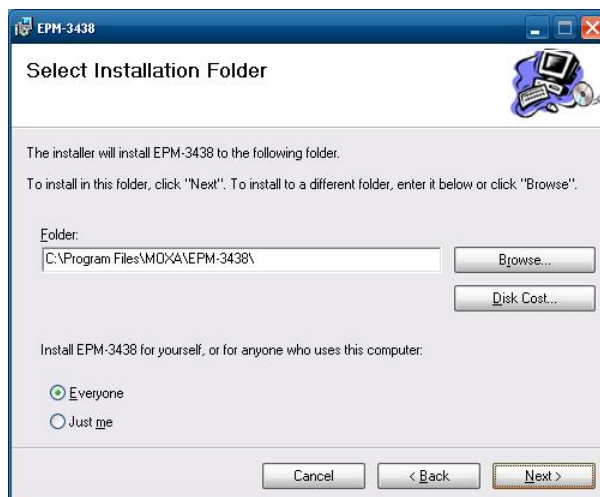 EPM-3438
Select Installation Folder
The installer will install EPM-3438 to the following folder.
To install in this folder, click "Next". To install to a different folder, enter it below or click "Browse".
Folder:
C:\Program Files\MOXA\EPM-3438\
Browse...
Disk Cost...
Install EPM-3438 for yourself, or for anyone who uses this computer:
Everyone
Just me
Cancel
< Back
Next >